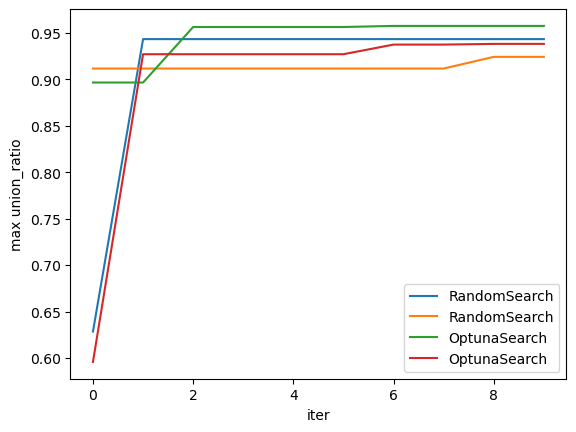 0.95
0.90
0.85
0.80
0.75
0.70
0.65
0.60
max union_ratio
0 2 4 6 8
iter
RandomSearch
RandomSearch
OptunaSearch
OptunaSearch